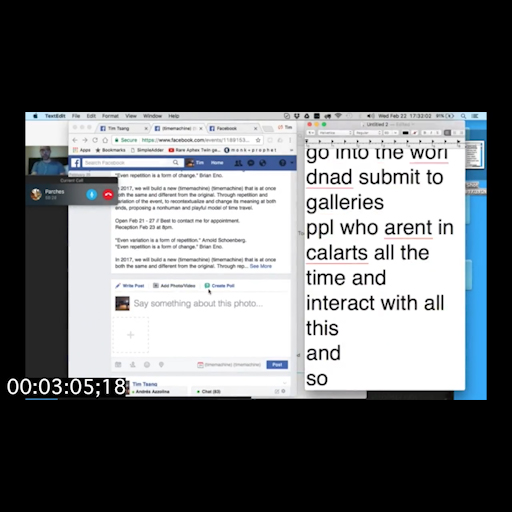 TextEdit File Edit Format View Window Help
Wed Feb 22 17:33:02
Untitled 2
Tim Tsang
(timemachine)
Facebook
Tim
Secure https://www.facebook.com/events/1188153
Apps Bookmarks SimpleAdder Rare Aphex Twin
Search Facebook
Tim Home
Current Call
Parches
"Even repetition is a form of change." Brian Eno.
In 2017, we will build a new (timemachine) that is at once
both the same and different from the original. Through repetition and
variation of the event, to recontextualize and change its meaning at both
ends, proposing a nonhuman and playful model of time travel.
Open Feb 21 - 27 // Best to contact me for appointment.
Reception Feb 23 at 8pm.
"Even variation is a form of repetition." Arnold Schoenberg.
"Even repetition is a form of change." Brian Eno.
In 2017, we will build a new (timemachine) that is at once
both the same and different from the original. Through rep... See More
Write Post Add Photo/Video Create Poll
Say something about this photo...
(timemachine) (timemachine)
Post
Tim Tsang
Andrés Azzolina
Chat (83)
go into the worl
dnad submit to
galleries
ppl who arent in
calarts all the
time and
interact with all
this
and
so
00:03:05;18